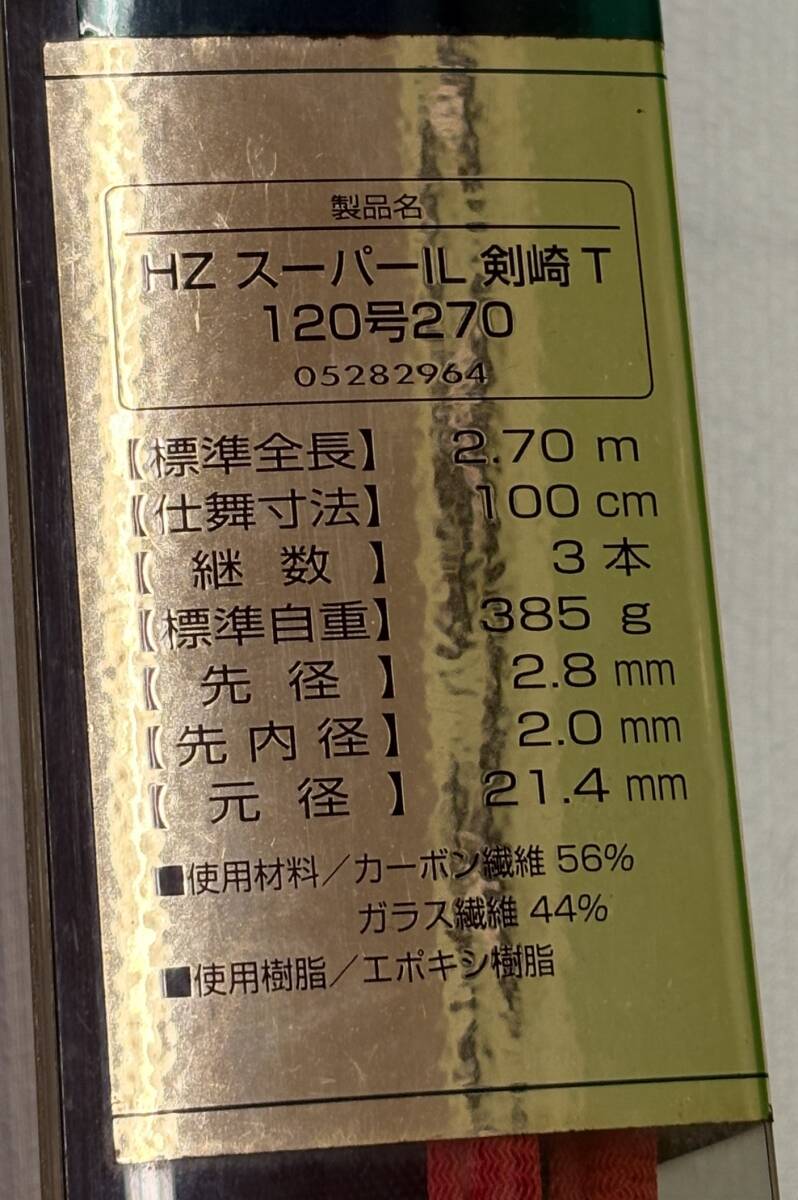 製品名
HZ スーパーIL 剣崎 T
120号270
05282964
【標準全長】 2.70 m
【仕舞寸法】 100 cm
【継数】 3 本
【標準自重】 385 g
【先径】 2.8 mm
【先内径】 2.0 mm
【元径】 21.4 mm
■使用材料／カーボン繊維 56%
ガラス繊維 44%
■使用樹脂／エポキシ樹脂